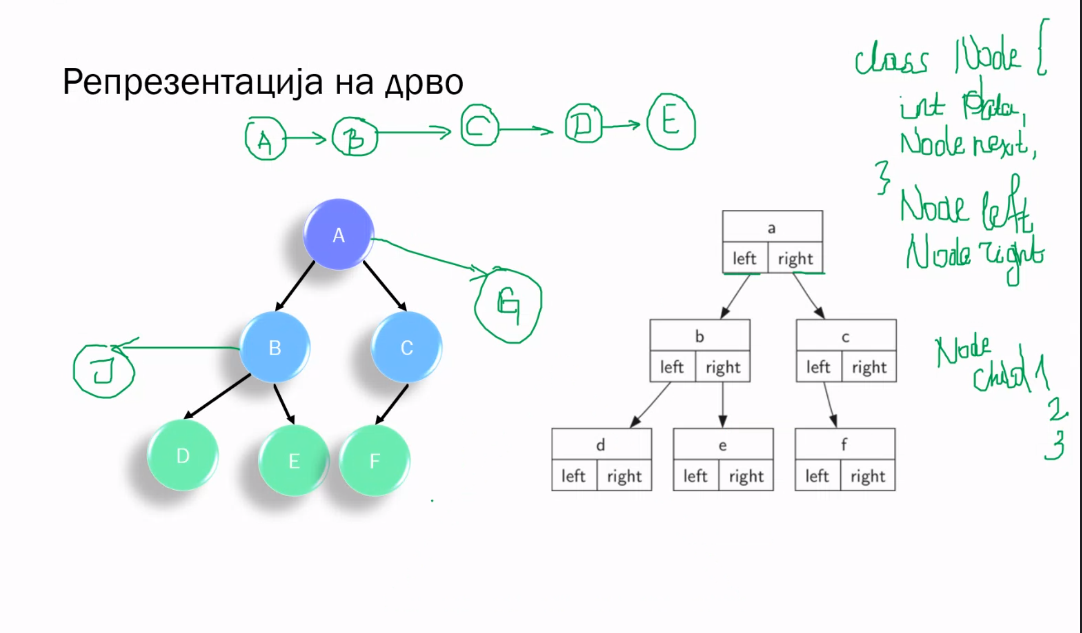 Репрезентација на дрво
class Node {
int Data,
Node next,
}
Node left
Node right
A B C D E
A
G
B C
J
D E F
a
left right
b c
left right left right
d e f
left right left right left right
Node
child 1
2
3